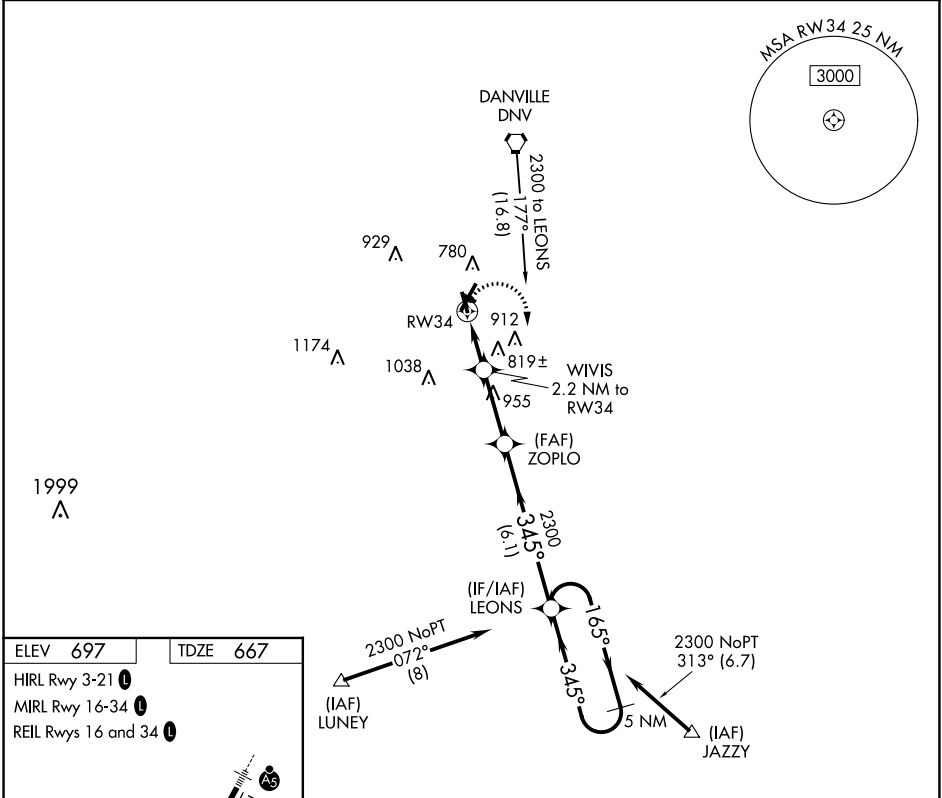 MSA RW34 25 NM
3000
DANVILLE
DNV
2300 to LEONS
177°
(16.8)
929
780
RW34
912
819±
1174
1038
WIVIS
2.2 NM to
RW34
955
(FAF)
ZOPLO
1999
2300
345°
(6.1)
(IF/IAF)
LEONS
165°
345°
5 NM
2300 NoPT
072°
(8)
(IAF)
LUNEY
2300 NoPT
313° (6.7)
(IAF)
JAZZY
ELEV 697
TDZE 667
HIRL Rwy 3-21 L
MIRL Rwy 16-34 L
REIL Rwys 16 and 34 L
A5